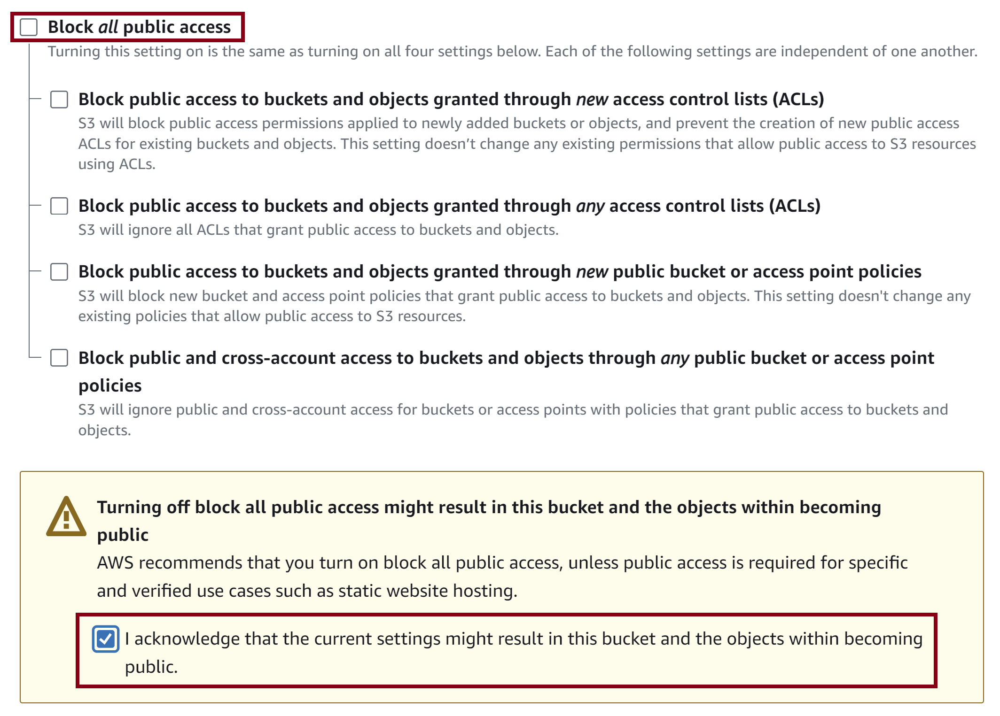 Block all public access
Turning this setting on is the same as turning on all four settings below. Each of the following settings are independent of one another.
Block public access to buckets and objects granted through new access control lists (ACLs)
S3 will block public access permissions applied to newly added buckets or objects, and prevent the creation of new public access
ACLs for existing buckets and objects. This setting doesn’t change any existing permissions that allow public access to S3 resources
using ACLs.
Block public access to buckets and objects granted through any access control lists (ACLs)
S3 will ignore all ACLs that grant public access to buckets and objects.
Block public access to buckets and objects granted through new public bucket or access point policies
S3 will block new bucket and access point policies that grant public access to buckets and objects. This setting doesn't change any
existing policies that allow public access to S3 resources.
Block public and cross-account access to buckets and objects through any public bucket or access point
policies
S3 will ignore public and cross-account access for buckets or access points with policies that grant public access to buckets and
objects.
Turning off block all public access might result in this bucket and the objects within becoming
public
AWS recommends that you turn on block all public access, unless public access is required for specific
and verified use cases such as static website hosting.
I acknowledge that the current settings might result in this bucket and the objects within becoming
public.